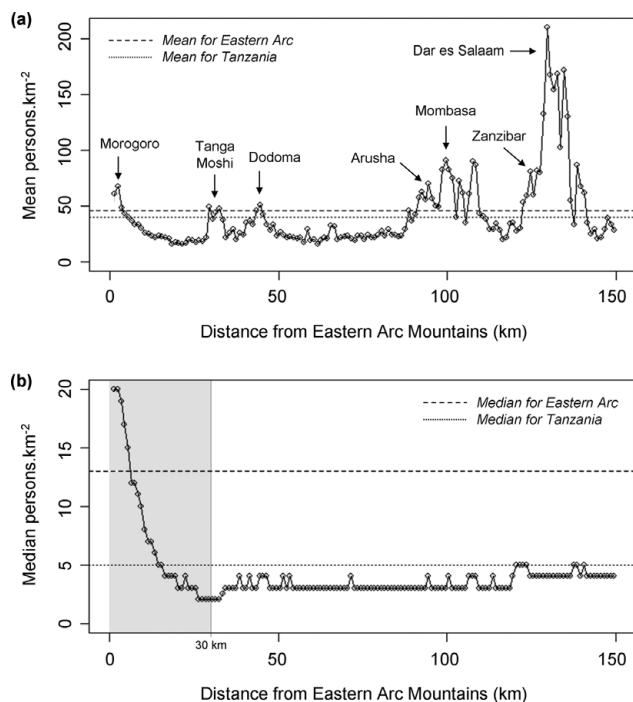 (a)
Mean for Eastern Arc
Mean for Tanzania
Dar es Salaam
Mombasa
Morogoro
Tanga
Moshi
Dodoma
Arusha
Zanzibar
Mean persons.km-2
0 50 100 150 200
0 50 100 150
Distance from Eastern Arc Mountains (km)
(b)
Median for Eastern Arc
Median for Tanzania
Median persons.km-2
0 5 10 15 20
0 30 km 50 100 150
Distance from Eastern Arc Mountains (km)